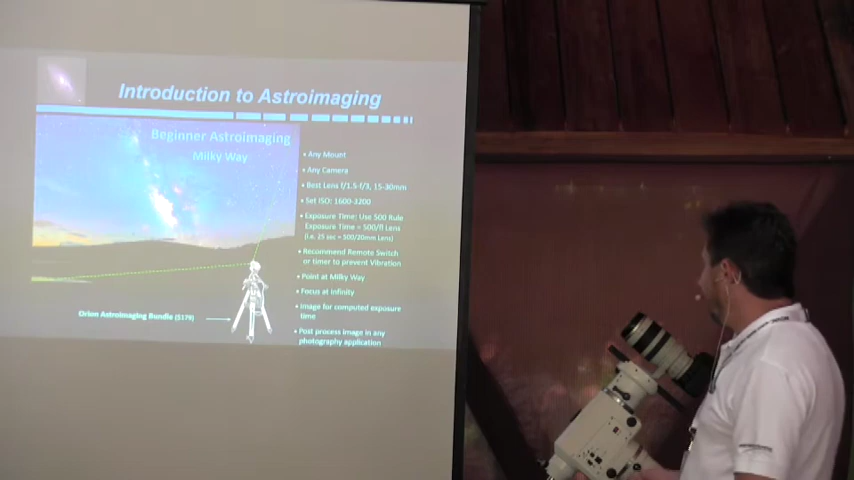 Introduction to Astroimaging
Beginner Astroimaging
Milky Way
• Any Mount
• Any Camera
• Best Lens f/1.5-f/3, 15-30mm
• Set ISO: 1600-3200
• Exposure Time: Use 500 Rule
Exposure Time = 500/fl Lens
(i.e. 25 sec = 500/20mm Lens)
• Recommend Remote Switch
or timer to prevent Vibration
• Point at Milky Way
• Focus at Infinity
• Image for computed exposure
time
• Post process image in any
photography application
Orion Astroimaging Bundle ($179)